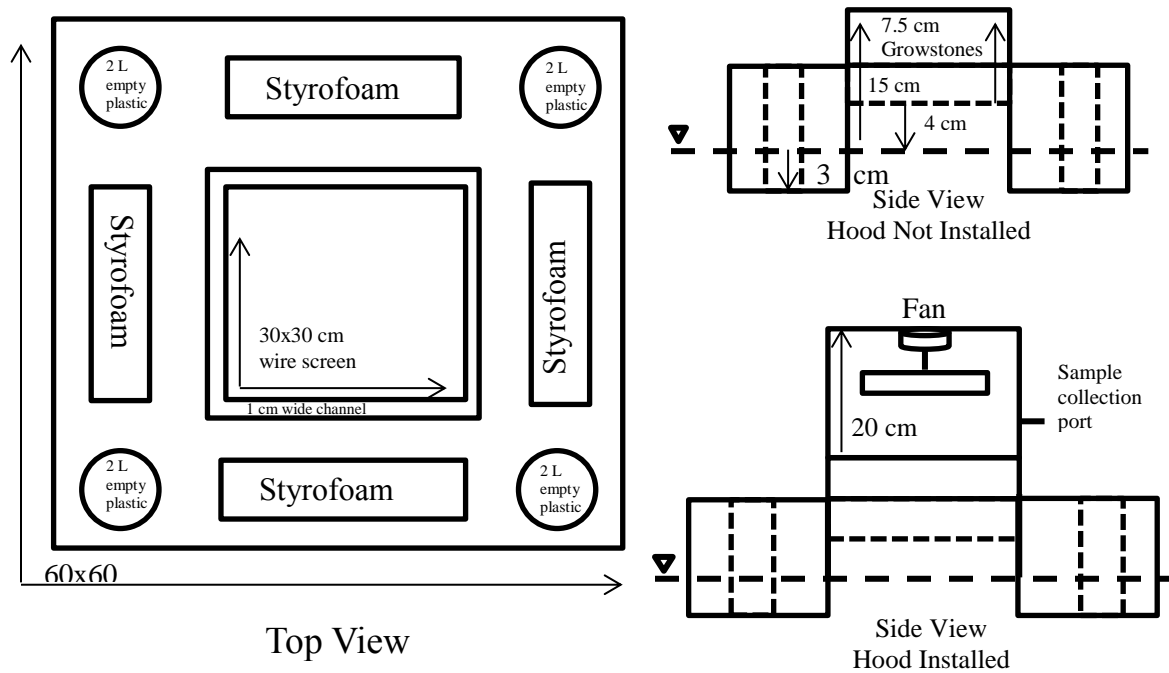 2 L
empty
plastic
Styrofoam
2 L
empty
plastic
Styrofoam
30x30 cm
wire screen
1 cm wide channel
Styrofoam
2 L
empty
plastic
Styrofoam
2 L
empty
plastic
60x60
Top View
7.5 cm
Growstones
15 cm
4 cm
3 cm
Side View
Hood Not Installed
Fan
20 cm
Sample
collection
port
Side View
Hood Installed